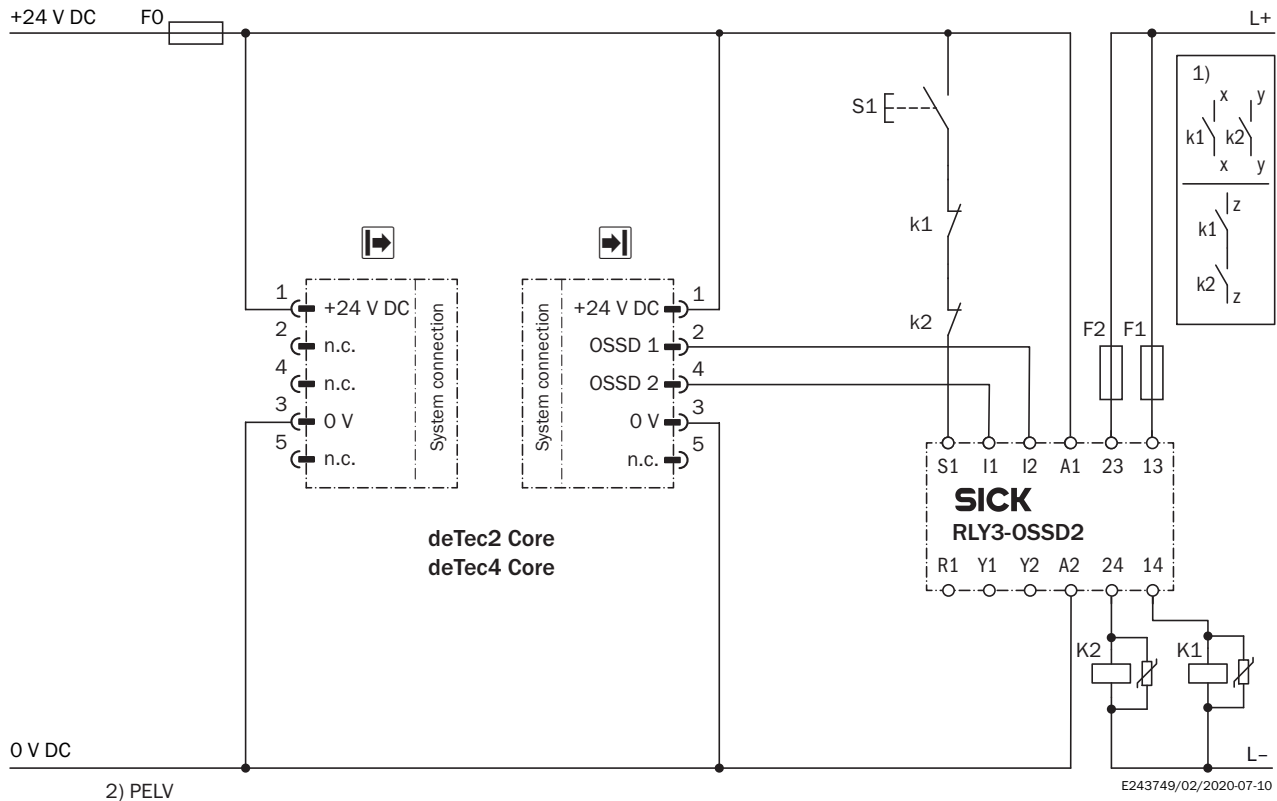 +24 V DC F0 L+
1)
x y
k1 k2
x y
z
k1
k2
z
S1
k1
k2
F2 F1
1 +24 V DC
2 n.c.
4 n.c.
3 0 V
5 n.c.
System connection
System connection
+24 V DC 1
OSSD 1 2
OSSD 2 4
0 V 3
n.c. 5
deTec2 Core
deTec4 Core
S1 I1 I2 A1 23 13
SICK
RLY3-OSSD2
R1 Y1 Y2 A2 24 14
K2 K1
0 V DC L–
2) PELV
E243749/02/2020-07-10